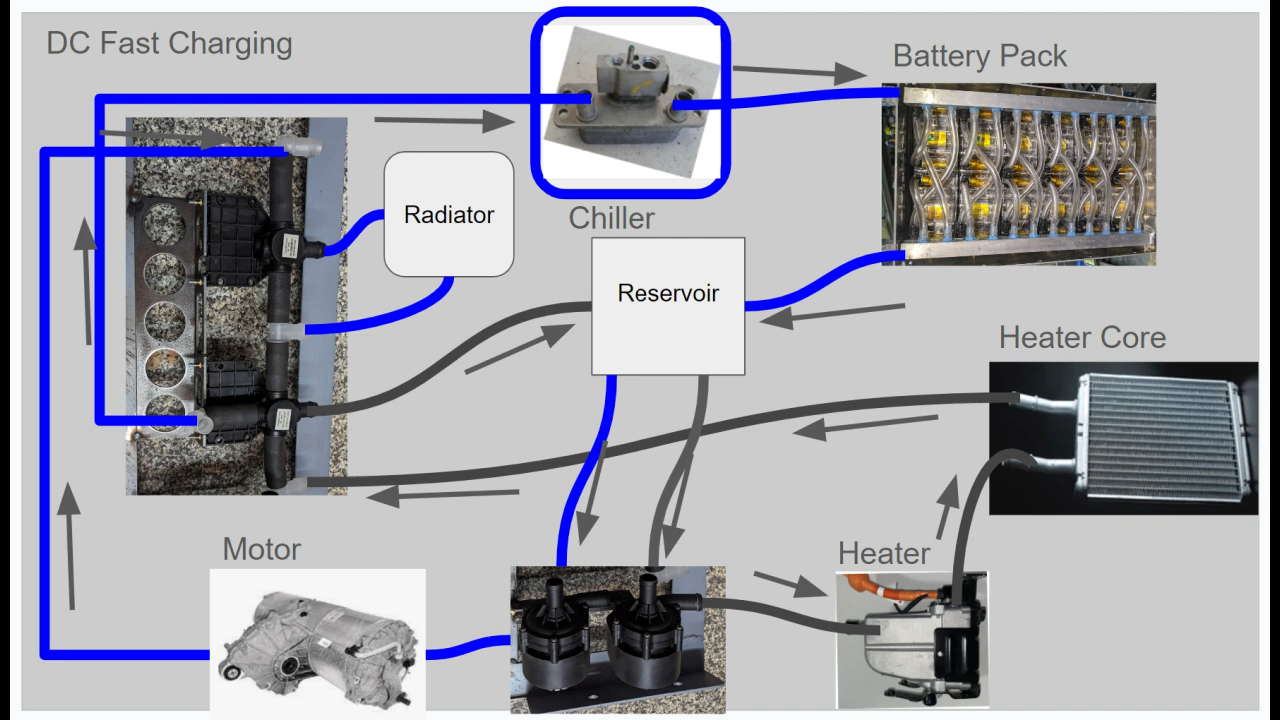 DC Fast Charging
Battery Pack
Radiator
Chiller
Reservoir
Heater Core
Motor
Heater